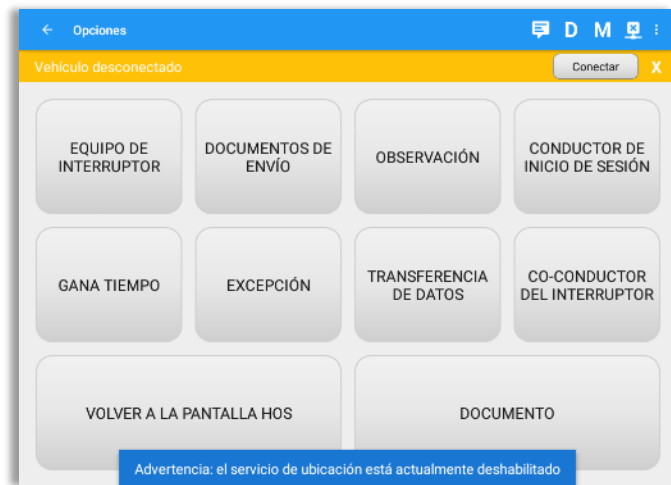 Opciones
D M
Vehículo desconectado
Conectar X
EQUIPO DE
INTERRUPTOR
DOCUMENTOS DE
ENVÍO
OBSERVACIÓN
CONDUCTOR DE
INICIO DE SESIÓN
GANA TIEMPO
EXCEPCIÓN
TRANSFERENCIA
DE DATOS
CO-CONDUCTOR
DEL INTERRUPTOR
VOLVER A LA PANTALLA HOS
DOCUMENTO
Advertencia: el servicio de ubicación está actualmente deshabilitado